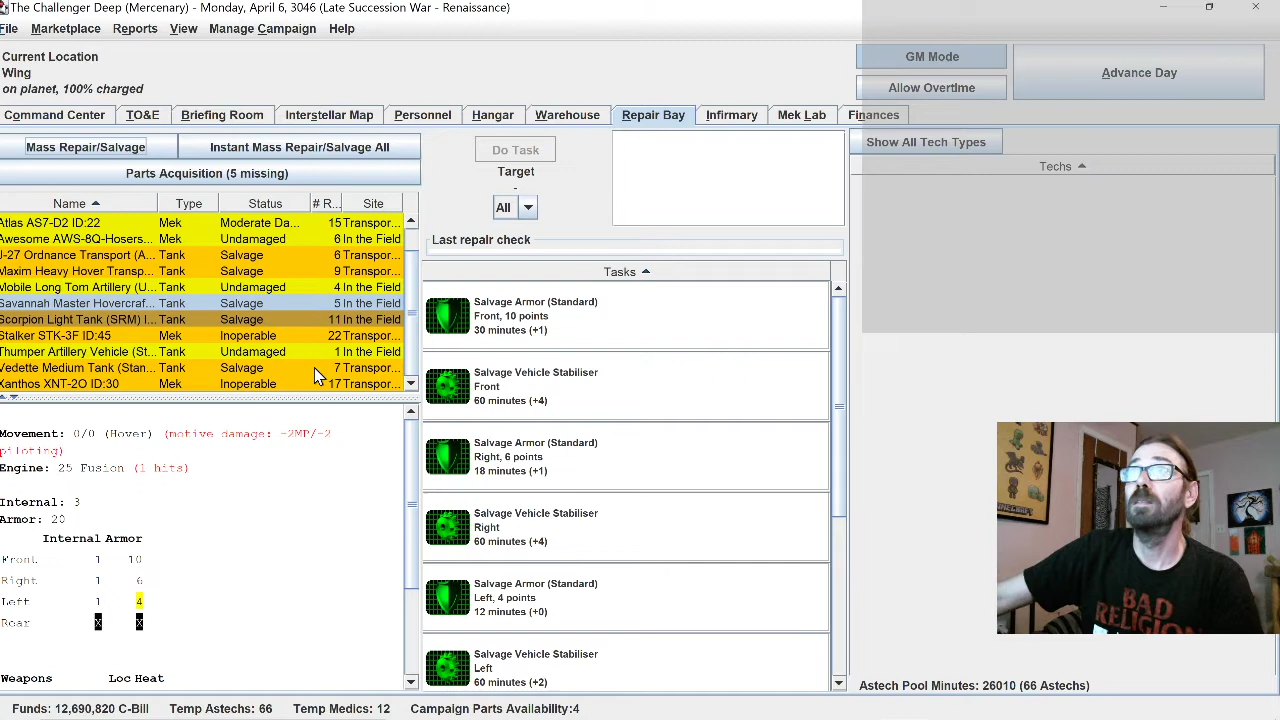 The Challenger Deep (Mercenary) - Monday, April 6, 3046 (Late Succession War - Renaissance)
File Marketplace Reports View Manage Campaign Help
Current Location
Wing
on planet, 100% charged
GM Mode
Allow Overtime
Advance Day
Command Center TO&E Briefing Room Interstellar Map Personnel Hangar Warehouse Repair Bay Infirmary Mek Lab Finances
Mass Repair/Salvage Instant Mass Repair/Salvage All
Parts Acquisition (5 missing)
Name Type Status # R... Site
Atlas AS7-D2 ID:22 Mek Moderate Da... 15 Transpor...
Awesome AWS-8Q-Hosers... Mek Undamaged 6 In the Field
J-27 Ordnance Transport (A... Tank Salvage 6 Transpor...
Maxim Heavy Hover Transp... Tank Salvage 9 Transpor...
Mobile Long Tom Artillery (U... Tank Undamaged 4 In the Field
Savannah Master Hovercraf... Tank Salvage 5 In the Field
Scorpion Light Tank (SRM) I... Tank Salvage 11 In the Field
Stalker STK-3F ID:45 Mek Inoperable 22 Transpor...
Thumper Artillery Vehicle (St... Tank Undamaged 1 In the Field
Vedette Medium Tank (Stan... Tank Salvage 7 Transpor...
Xanthos XNT-2O ID:30 Mek Inoperable 17 Transpor...
Movement: 0/0 (Hover) (motive damage: -2MP/-2
piloting)
Engine: 25 Fusion (1 hits)
Internal: 3
Armor: 20
Internal Armor
Front 1 10
Right 1 6
Left 1 4
Rear X X
Weapons Loc Heat
Do Task
Target
-
All
Last repair check
Tasks
Salvage Armor (Standard)
Front, 10 points
30 minutes (+1)
Salvage Vehicle Stabiliser
Front
60 minutes (+4)
Salvage Armor (Standard)
Right, 6 points
18 minutes (+1)
Salvage Vehicle Stabiliser
Right
60 minutes (+4)
Salvage Armor (Standard)
Left, 4 points
12 minutes (+0)
Salvage Vehicle Stabiliser
Left
60 minutes (+2)
Show All Tech Types
Techs
MINECRAFT
BAD
RELIGION
Astech Pool Minutes: 26010 (66 Astechs)
Funds: 12,690,820 C-Bill Temp Astechs: 66 Temp Medics: 12 Campaign Parts Availability:4